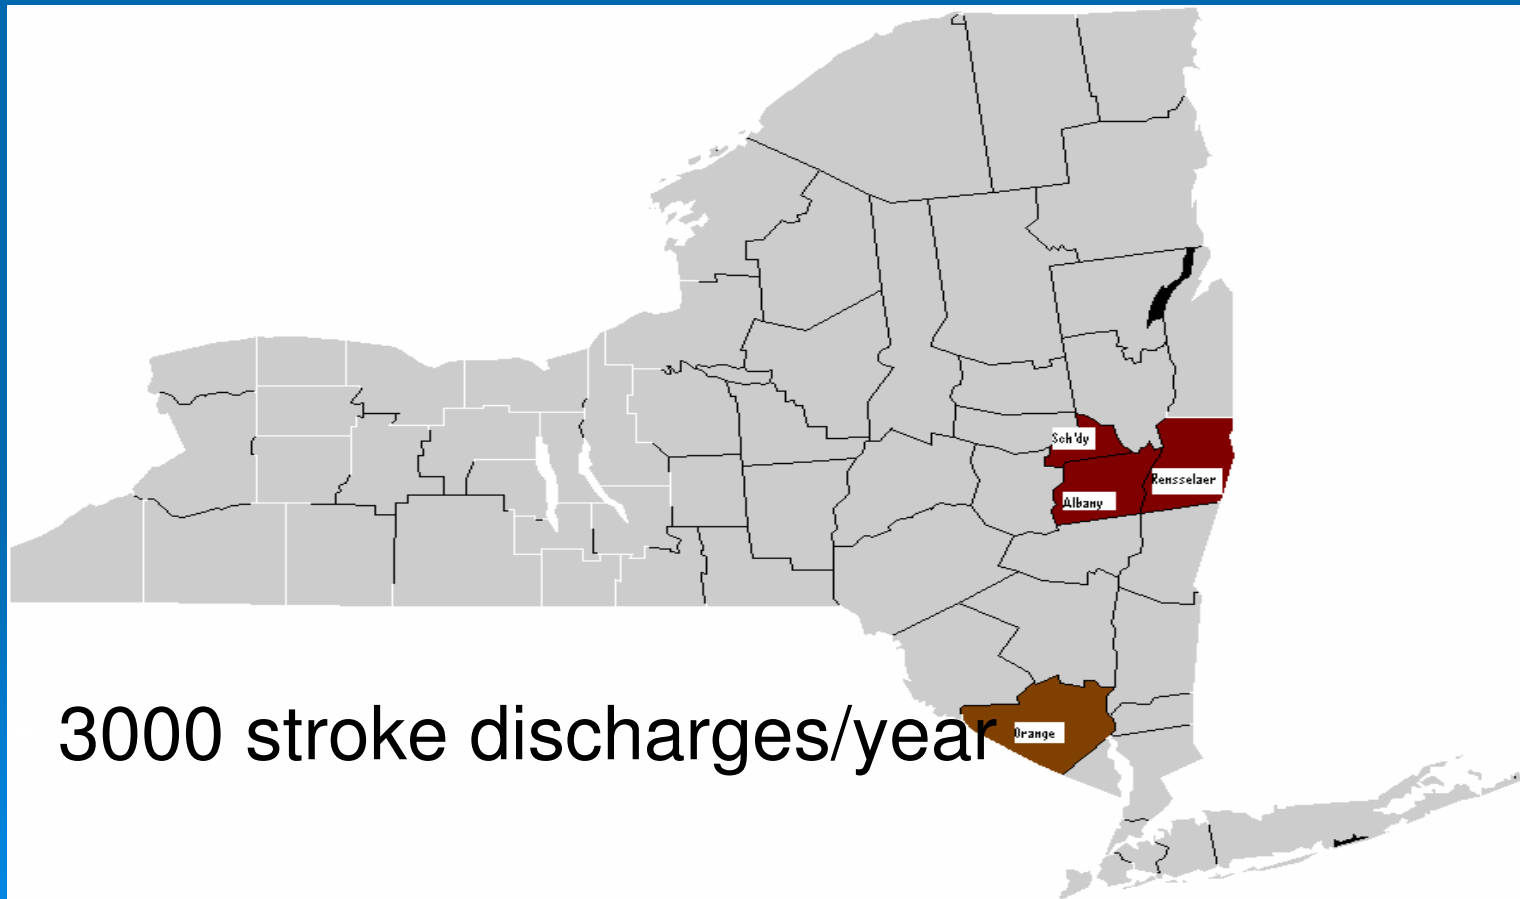 Sch'dy
Rensselaer
Albany
3000 stroke discharges/year
Orange